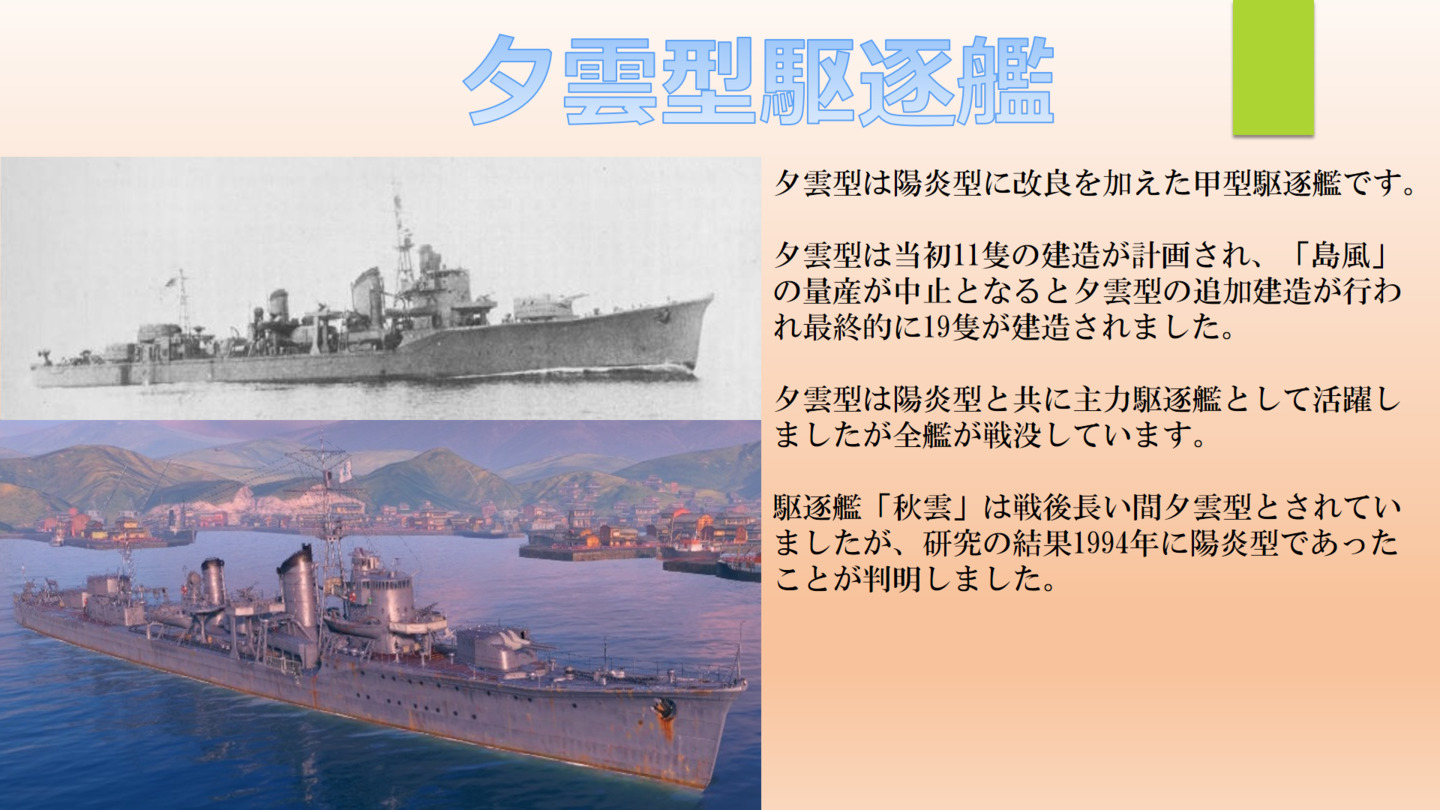 夕雲型駆逐艦
夕雲型は陽炎型に改良を加えた甲型駆逐艦です。
夕雲型は当初11隻の建造が計画され、「島風」
の量産が中止となると夕雲型の追加建造が行わ
れ最終的に19隻が建造されました。
夕雲型は陽炎型と共に主力駆逐艦として活躍し
ましたが全艦が戦没しています。
駆逐艦「秋雲」は戦後長い間夕雲型とされてい
ましたが、研究の結果1994年に陽炎型であった
ことが判明しました。